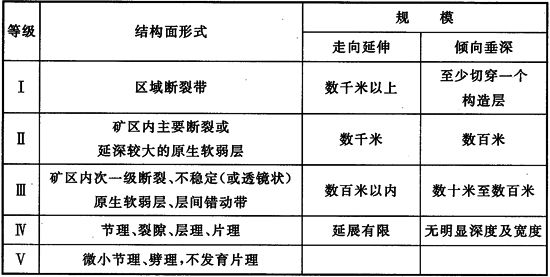 等级 结构面形式 规模
走向延伸 倾向垂深
Ⅰ 区域断裂带 数千米以上 至少切穿一个
构造层
Ⅱ 矿区内主要断裂或
延深较大的原生软弱层 数千米 数百米
Ⅲ 矿区内次一级断裂、不稳定(或透镜状)
原生软弱层、层间错动带 数百米以内 数十米至数百米
Ⅳ 节理、裂隙、层理、片理 延展有限 无明显深度及宽度
Ⅴ 微小节理、劈理,不发育片理